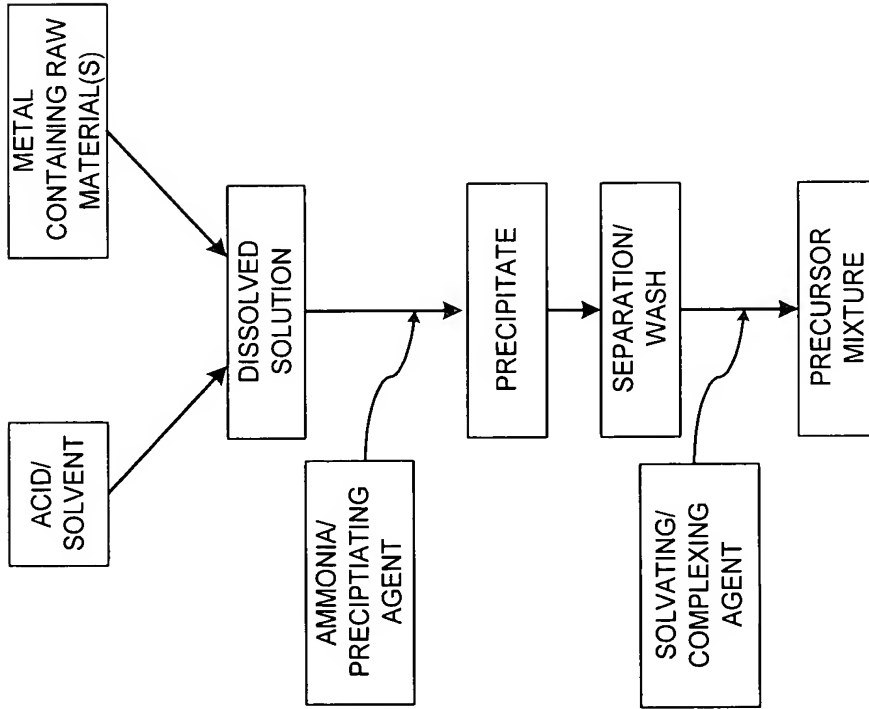 ACID/
SOLVENT
METAL
CONTAINING RAW
MATERIAL(S)
DISSOLVED
SOLUTION
AMMONIA/
PRECIPTIATING
AGENT
PRECIPITATE
SEPARATION/
WASH
SOLVATING/
COMPLEXING
AGENT
PRECURSOR
MIXTURE